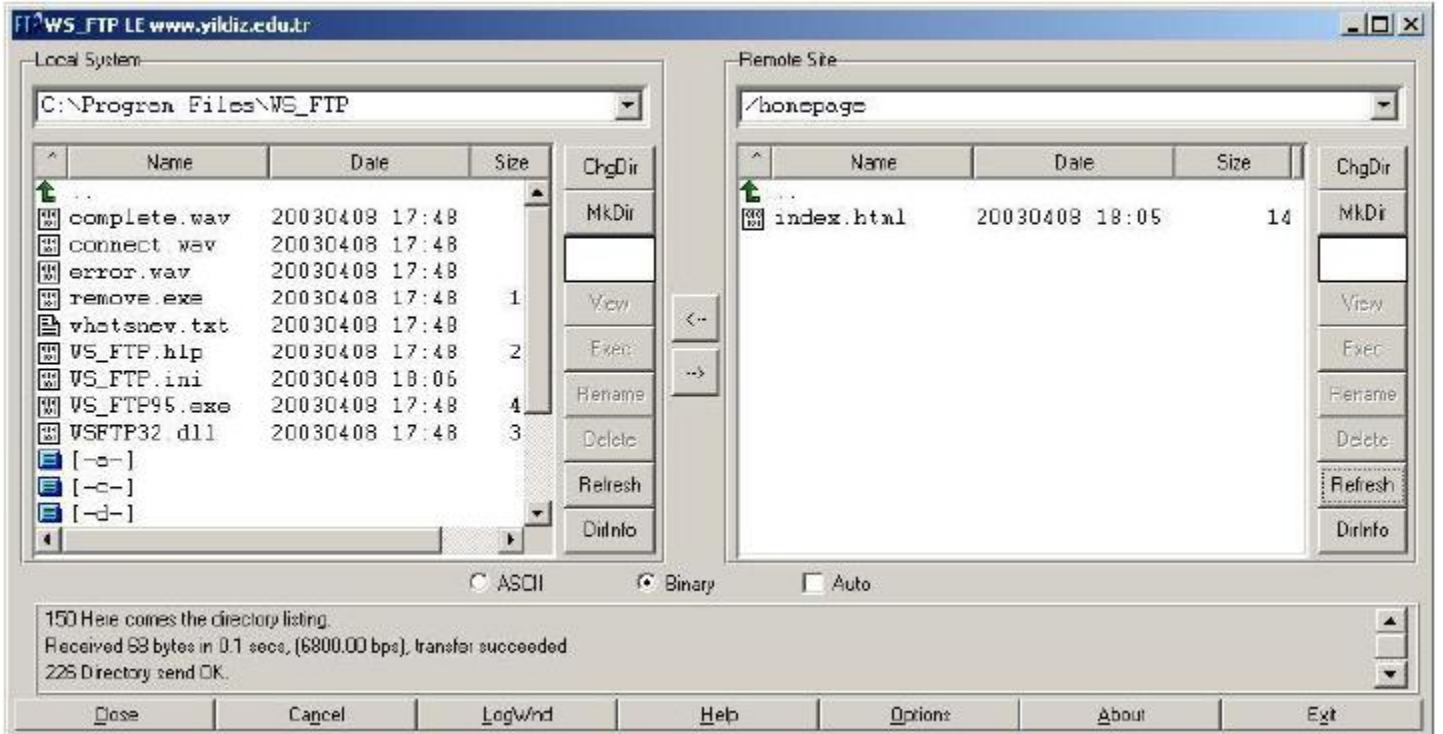 WS_FTP LE www.yildiz.edu.tr
Local System
Remote Site
C:\Program Files\WS_FTP
/homepage
^ Name Date Size
ChgDir
^ Name Date Size
ChgDir
..
..
complete.wav 20030408 17:48
MkDir
index.html 20030408 18:05 14
MkDir
connect.wav 20030408 17:48
error.wav 20030408 17:48
remove.exe 20030408 17:48 1
View
View
whatsnew.txt 20030408 17:48
<--
WS_FTP.hlp 20030408 17:48 2
Exec
Exec
WS_FTP.ini 20030408 18:06
-->
WS_FTP95.exe 20030408 17:48 4
Rename
Rename
WSFTP32.dll 20030408 17:48 3
Delete
Delete
[-a-]
[-c-]
Refresh
Refresh
[-d-]
DirInfo
DirInfo
ASCII Binary Auto
150 Here comes the directory listing.
Received 68 bytes in 0.1 secs, (6800.00 bps), transfer succeeded
226 Directory send OK.
Close Cancel LogWnd Help Options About Exit